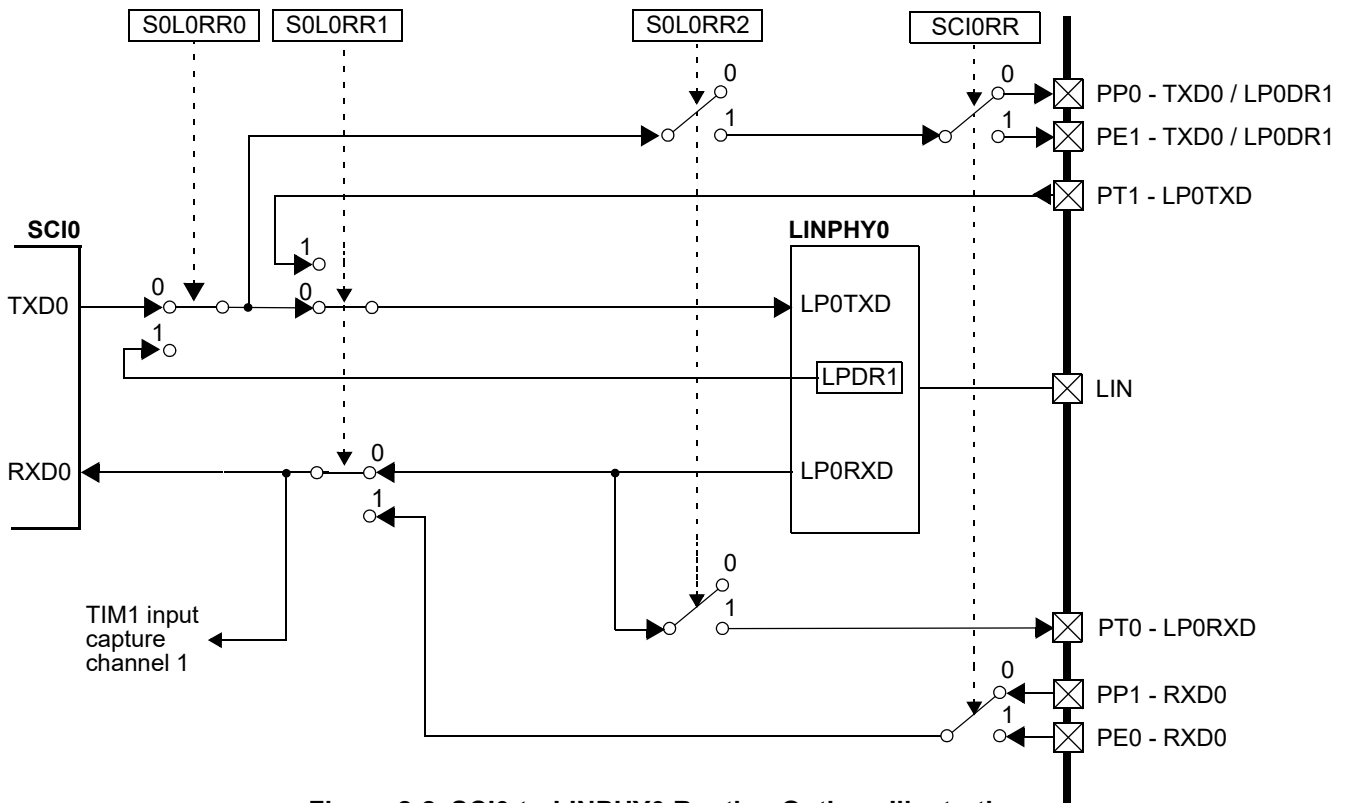 S0L0RR0 S0L0RR1 S0L0RR2 SCI0RR
0 0
PP0 - TXD0 / LP0DR1
1 1
PE1 - TXD0 / LP0DR1
PT1 - LP0TXD
SCI0 LINPHY0
1
0 0
TXD0 LP0TXD
1
LPDR1
LIN
0
RXD0 LP0RXD
1
0
TIM1 input
capture
channel 1
1
PT0 - LP0RXD
0
PP1 - RXD0
1
PE0 - RXD0